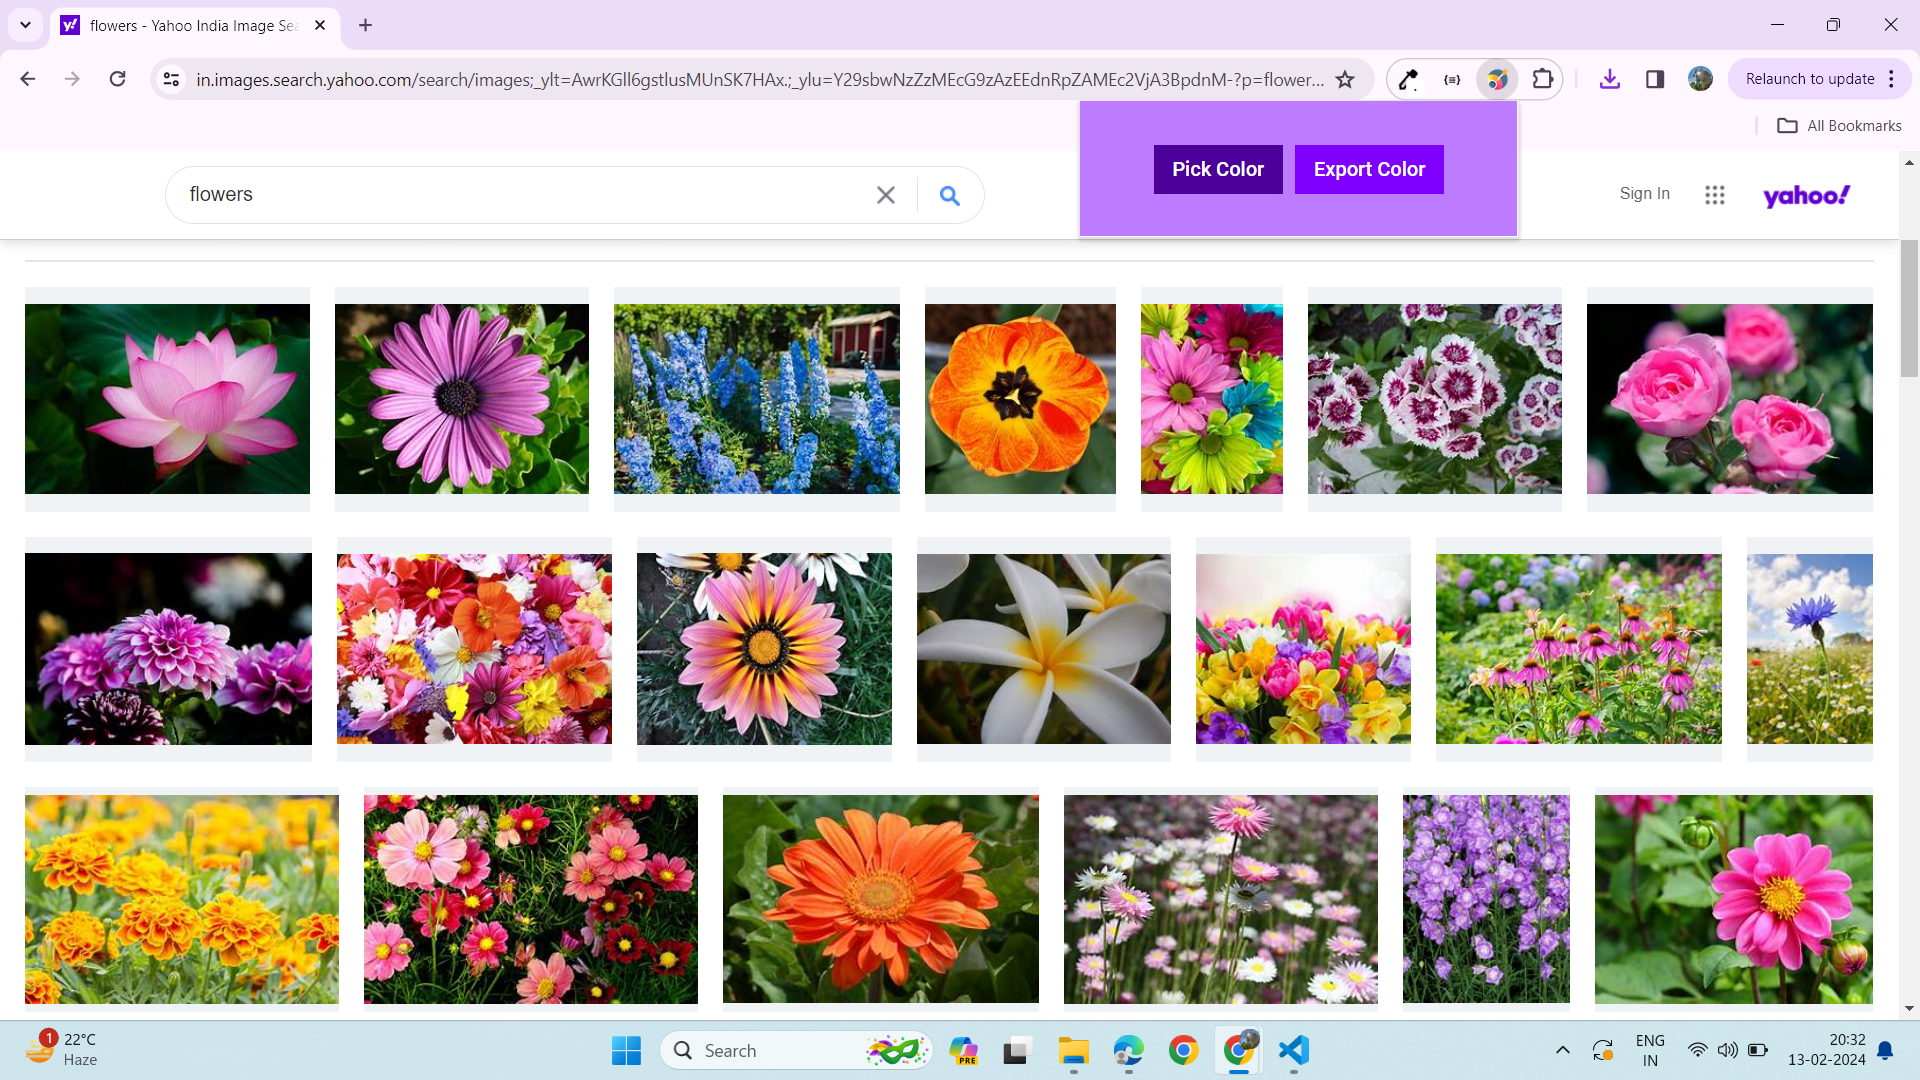 flowers - Yahoo India Image Sea
in.images.search.yahoo.com/search/images;_ylt=AwrKGll6gstlusMUnSK7HAx.;_ylu=Y29sbwNzZzMEcG9zAzEEdnRpZAMEc2VjA3BpdnM-?p=flower...
Relaunch to update
All Bookmarks
flowers
Pick Color
Export Color
Sign In
yahoo!
1
22°C
Haze
Search
PRE
ENG
IN
20:32
13-02-2024